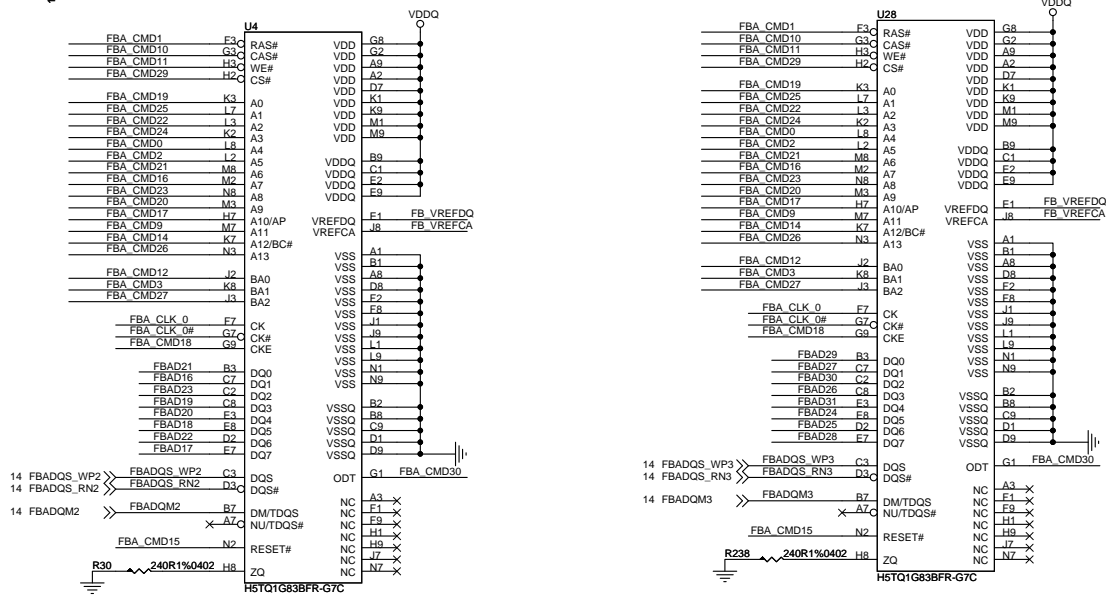 U4
VDDQ
FBA_CMD1 F3 RAS# VDD G8
FBA_CMD10 G3 CAS# VDD G2
FBA_CMD11 H3 WE# VDD A9
FBA_CMD29 H2 CS# VDD A2
VDD D7
FBA_CMD19 K3 A0 VDD K1
FBA_CMD25 L7 A1 VDD K9
FBA_CMD22 L3 A2 VDD M1
FBA_CMD24 K2 A3 VDD M9
FBA_CMD0 L8 A4
FBA_CMD2 L2 A5 VDDQ B9
FBA_CMD21 M8 A6 VDDQ C1
FBA_CMD16 M2 A7 VDDQ E2
FBA_CMD23 N8 A8 VDDQ E9
FBA_CMD20 M3 A9
FBA_CMD17 H7 A10/AP VREFDQ E1 FB_VREFDQ
FBA_CMD9 M7 A11 VREFCA J8 FB_VREFCA
FBA_CMD14 K7 A12/BC#
FBA_CMD26 N3 A13 VSS A1
VSS B1
FBA_CMD12 J2 BA0 VSS A8
FBA_CMD3 K8 BA1 VSS D8
FBA_CMD27 J3 BA2 VSS F2
VSS F8
FBA_CLK_0 F7 CK VSS J1
FBA_CLK_0# G7 CK# VSS J9
FBA_CMD18 G9 CKE VSS L1
VSS L9
FBAD21 B3 DQ0 VSS N1
FBAD16 C7 DQ1 VSS N9
FBAD23 C2 DQ2
FBAD19 C8 DQ3 VSSQ B2
FBAD20 E3 DQ4 VSSQ B8
FBAD18 E8 DQ5 VSSQ C9
FBAD22 D2 DQ6 VSSQ D1
FBAD17 E7 DQ7 VSSQ D9
14 FBADQS_WP2 FBADQS_WP2 C3 DQS ODT G1 FBA_CMD30
14 FBADQS_RN2 FBADQS_RN2 D3 DQS#
NC A3
14 FBADQM2 FBADQM2 B7 DM/TDQS NC F1
A7 NU/TDQS# NC F9
NC H1
FBA_CMD15 N2 RESET# NC H9
NC J7
R30 240R1%0402 H8 ZQ NC N7
H5TQ1G83BFR-G7C
U28
VDDQ
FBA_CMD1 F3 RAS# VDD G8
FBA_CMD10 G3 CAS# VDD G2
FBA_CMD11 H3 WE# VDD A9
FBA_CMD29 H2 CS# VDD A2
VDD D7
FBA_CMD19 K3 A0 VDD K1
FBA_CMD25 L7 A1 VDD K9
FBA_CMD22 L3 A2 VDD M1
FBA_CMD24 K2 A3 VDD M9
FBA_CMD0 L8 A4
FBA_CMD2 L2 A5 VDDQ B9
FBA_CMD21 M8 A6 VDDQ C1
FBA_CMD16 M2 A7 VDDQ E2
FBA_CMD23 N8 A8 VDDQ E9
FBA_CMD20 M3 A9
FBA_CMD17 H7 A10/AP VREFDQ E1 FB_VREFDQ
FBA_CMD9 M7 A11 VREFCA J8 FB_VREFCA
FBA_CMD14 K7 A12/BC#
FBA_CMD26 N3 A13 VSS A1
VSS B1
FBA_CMD12 J2 BA0 VSS A8
FBA_CMD3 K8 BA1 VSS D8
FBA_CMD27 J3 BA2 VSS F2
VSS F8
FBA_CLK_0 F7 CK VSS J1
FBA_CLK_0# G7 CK# VSS J9
FBA_CMD18 G9 CKE VSS L1
VSS L9
FBAD29 B3 DQ0 VSS N1
FBAD27 C7 DQ1 VSS N9
FBAD30 C2 DQ2
FBAD26 C8 DQ3 VSSQ B2
FBAD31 E3 DQ4 VSSQ B8
FBAD24 E8 DQ5 VSSQ C9
FBAD25 D2 DQ6 VSSQ D1
FBAD28 E7 DQ7 VSSQ D9
14 FBADQS_WP3 FBADQS_WP3 C3 DQS ODT G1 FBA_CMD30
14 FBADQS_RN3 FBADQS_RN3 D3 DQS#
NC A3
14 FBADQM3 FBADQM3 B7 DM/TDQS NC F1
A7 NU/TDQS# NC F9
NC H1
FBA_CMD15 N2 RESET# NC H9
NC J7
R238 240R1%0402 H8 ZQ NC N7
H5TQ1G83BFR-G7C